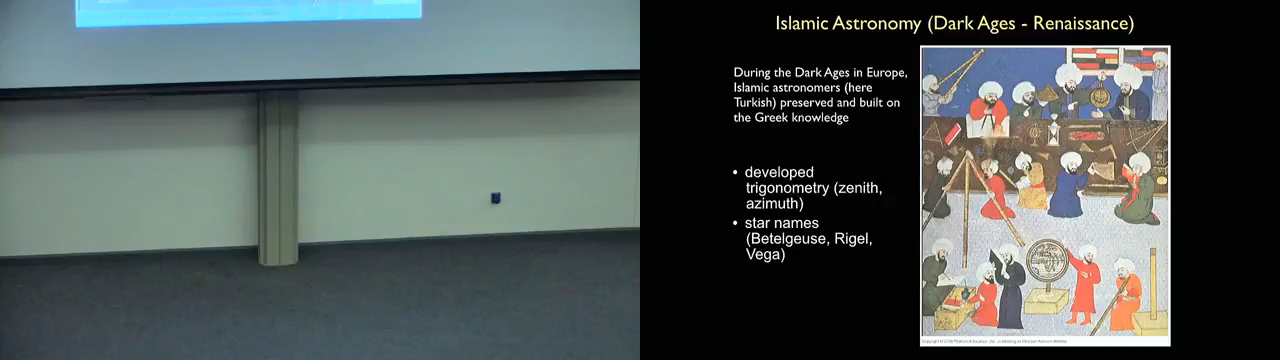 Islamic Astronomy (Dark Ages - Renaissance)
During the Dark Ages in Europe,
Islamic astronomers (here
Turkish) preserved and built on
the Greek knowledge
• developed
trigonometry (zenith,
azimuth)
• star names
(Betelgeuse, Rigel,
Vega)